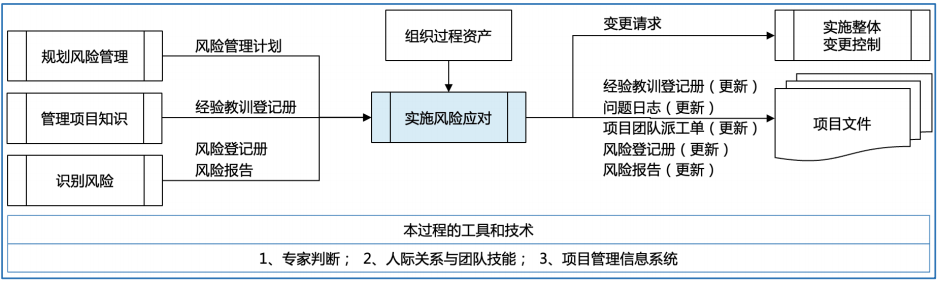 规划风险管理
管理项目知识
识别风险
风险管理计划
经验教训登记册
风险登记册
风险报告
组织过程资产
实施风险应对
变更请求
经验教训登记册（更新）
问题日志（更新）
项目团队派工单（更新）
风险登记册（更新）
风险报告（更新）
实施整体
变更控制
项目文件
本过程的工具和技术
1、专家判断； 2、人际关系与团队技能； 3、项目管理信息系统